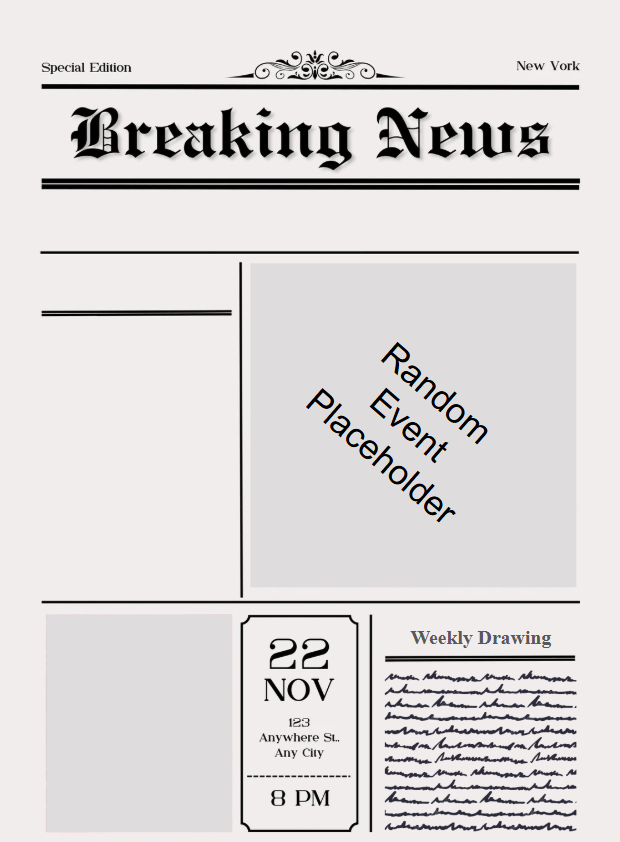 Special Edition
New York
Breaking News
Random
Event
Placeholder
22
NOV
123
Anywhere St..
Any City
8 PM
Weekly Drawing